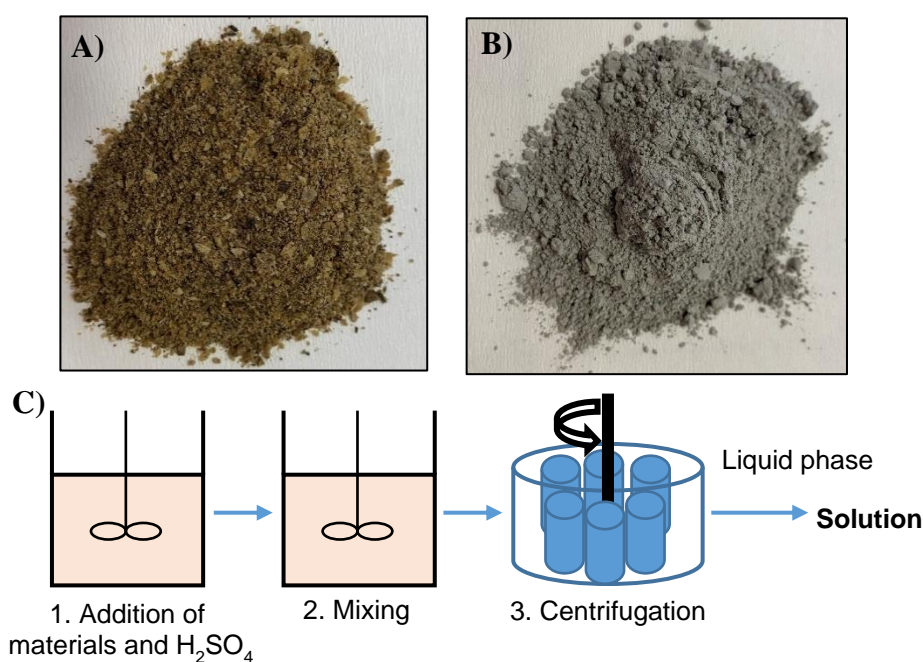 A)
B)
C)
Liquid phase
Solution
1. Addition of
materials and H₂SO₄
2. Mixing
3. Centrifugation